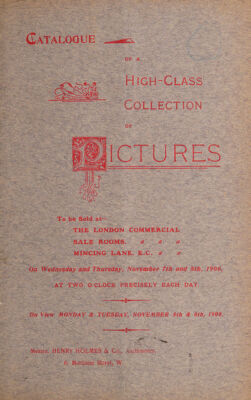 CATALOGUE
OF A
HIGH-CLASS
COLLECTION
OF
PICTURES
To be Sold at—
THE LONDON COMMERCIAL
SALE ROOMS,
MINCING LANE, E.C.
On Wednesday and Thursday, November 7th and 8th, 1906,
AT TWO O'CLOCK PRECISELY EACH DAY.
On View MONDAY & TUESDAY, NOVEMBER 5th & 6th, 1906.
Messrs. HENRY HOLMES & Co., Auctioneers,
Street, W.